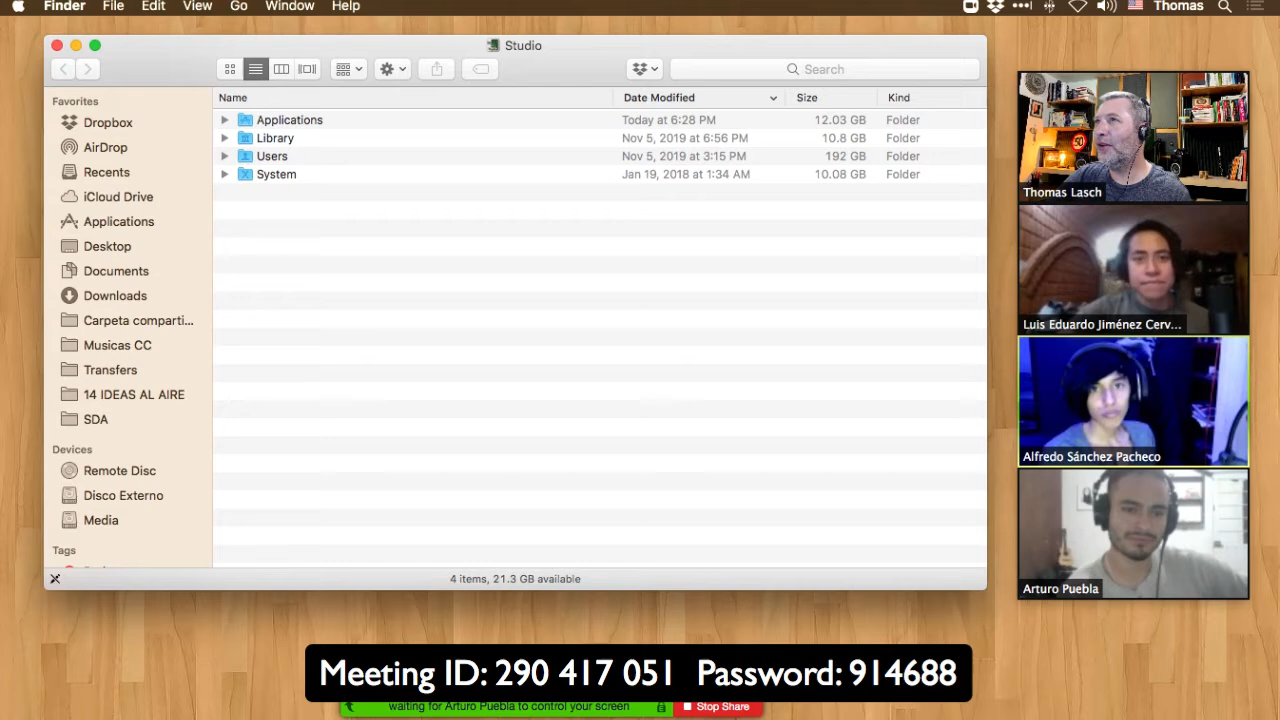 Finder File Edit View Go Window Help Thomas
Studio
Search
Favorites
Dropbox
AirDrop
Recents
iCloud Drive
Applications
Desktop
Documents
Downloads
Carpeta comparti...
Musicas CC
Transfers
14 IDEAS AL AIRE
SDA
Devices
Remote Disc
Disco Externo
Media
Tags
Name Date Modified Size Kind
Applications Today at 6:28 PM 12.03 GB Folder
Library Nov 5, 2019 at 6:56 PM 10.8 GB Folder
Users Nov 5, 2019 at 3:15 PM 192 GB Folder
System Jan 19, 2018 at 1:34 AM 10.08 GB Folder
4 items, 21.3 GB available
Thomas Lasch
Luis Eduardo Jiménez Cerv...
Alfredo Sánchez Pacheco
Arturo Puebla
Meeting ID: 290 417 051 Password: 914688
waiting for Arturo Puebla to control your screen Stop Share